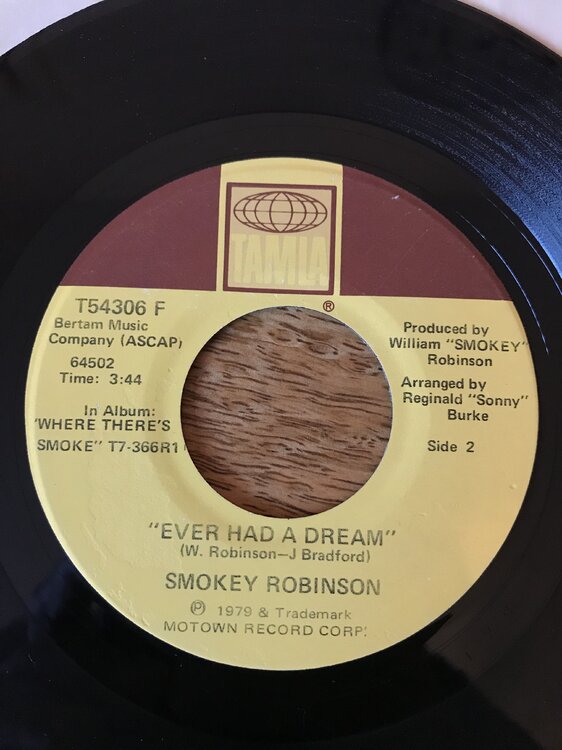 TAMLA
®
T54306 F
Bertam Music
Company (ASCAP)
64502
Time: 3:44
In Album:
"WHERE THERE'S
SMOKE" T7-366R1
Produced by
William "SMOKEY"
Robinson
Arranged by
Reginald "Sonny"
Burke
Side 2
"EVER HAD A DREAM"
(W. Robinson—J Bradford)
SMOKEY ROBINSON
℗ 1979 & Trademark
MOTOWN RECORD CORP.